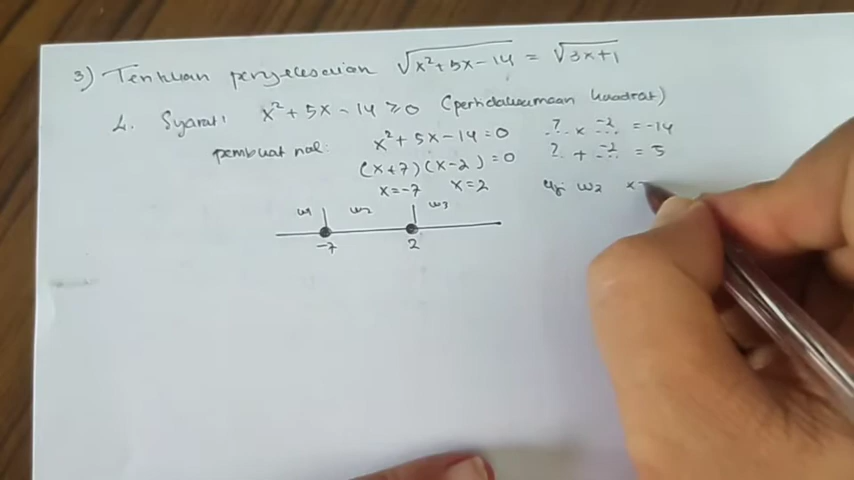 3) Tentukan penyelesaian √x²+5x-14 = √3x+1
↳ Syarat: x²+5x-14 ≥ 0 (pertidaksamaan kuadrat)
pembuat nol: x²+5x-14=0 7 × -2 = -14
(x+7)(x-2)=0 7 + -2 = 5
x=-7 x=2 uji w2 x=
w1 w2 w3
-7 2